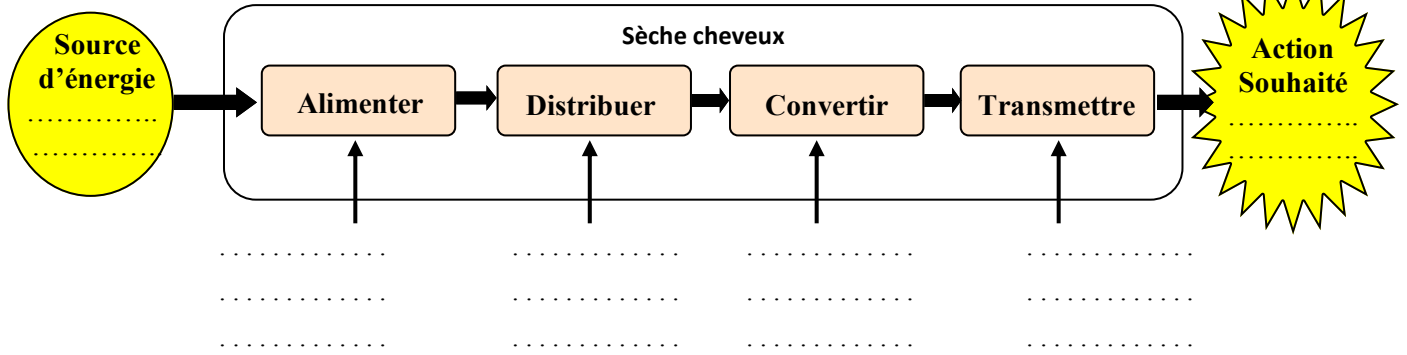 Sèche cheveux
Source
d’énergie
…………..
…………..
Alimenter
Distribuer
Convertir
Transmettre
Action
Souhaité
…………..
…………..
. . . . . . . . . . . . . . . . . . . . . . . . . . . . . . . . . . . . . . . . . . . . . . . . . . . .
. . . . . . . . . . . . . . . . . . . . . . . . . . . . . . . . . . . . . . . . . . . . . . . . . . . .
. . . . . . . . . . . . . . . . . . . . . . . . . . . . . . . . . . . . . . . . . . . . . . . . . . . .